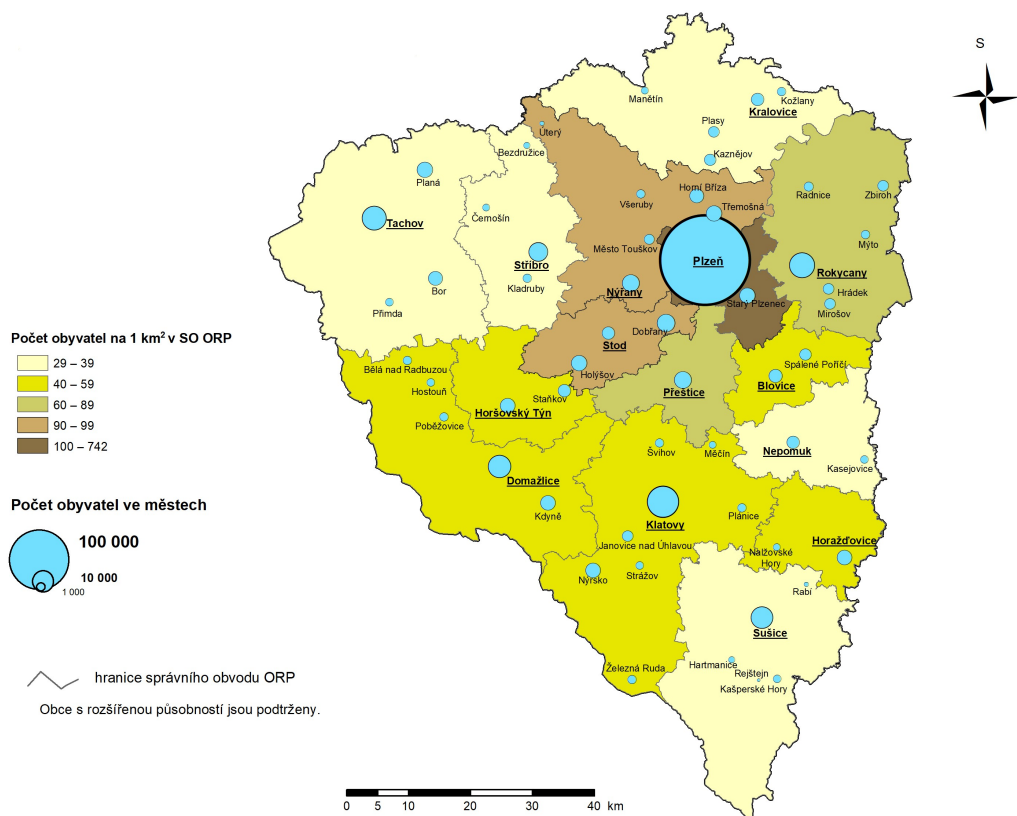 S
Manětín
Kožlany
Kralovice
Plasy
Úterý
Bezdružice
Kaznějov
Planá
Horní Bříza
Radnice
Zbiroh
Všeruby
Třemošná
Černošín
Tachov
Mýto
Město Touškov
Stříbro
Plzeň
Rokycany
Kladruby
Bor
Nýřany
Hrádek
Starý Plzenec
Přimda
Mirošov
Dobřany
Stod
Počet obyvatel na 1 km² v SO ORP
29 – 39
40 – 59
60 – 89
90 – 99
100 – 742
Bělá nad Radbuzou
Spálené Poříčí
Holýšov
Hostouň
Blovice
Přeštice
Staňkov
Horšovský Týn
Poběžovice
Švihov
Měčín
Nepomuk
Kasejovice
Domažlice
Kdyně
Klatovy
Plánice
Janovice nad Úhlavou
Horažďovice
Nalžovské
Hory
Nýrsko
Strážov
Rabí
Sušice
Hartmanice
Železná Ruda
Rejštejn
Kašperské Hory
Počet obyvatel ve městech
100 000
10 000
1 000
hranice správního obvodu ORP
Obce s rozšířenou působností jsou podtrženy.
0 5 10 20 30 40 km